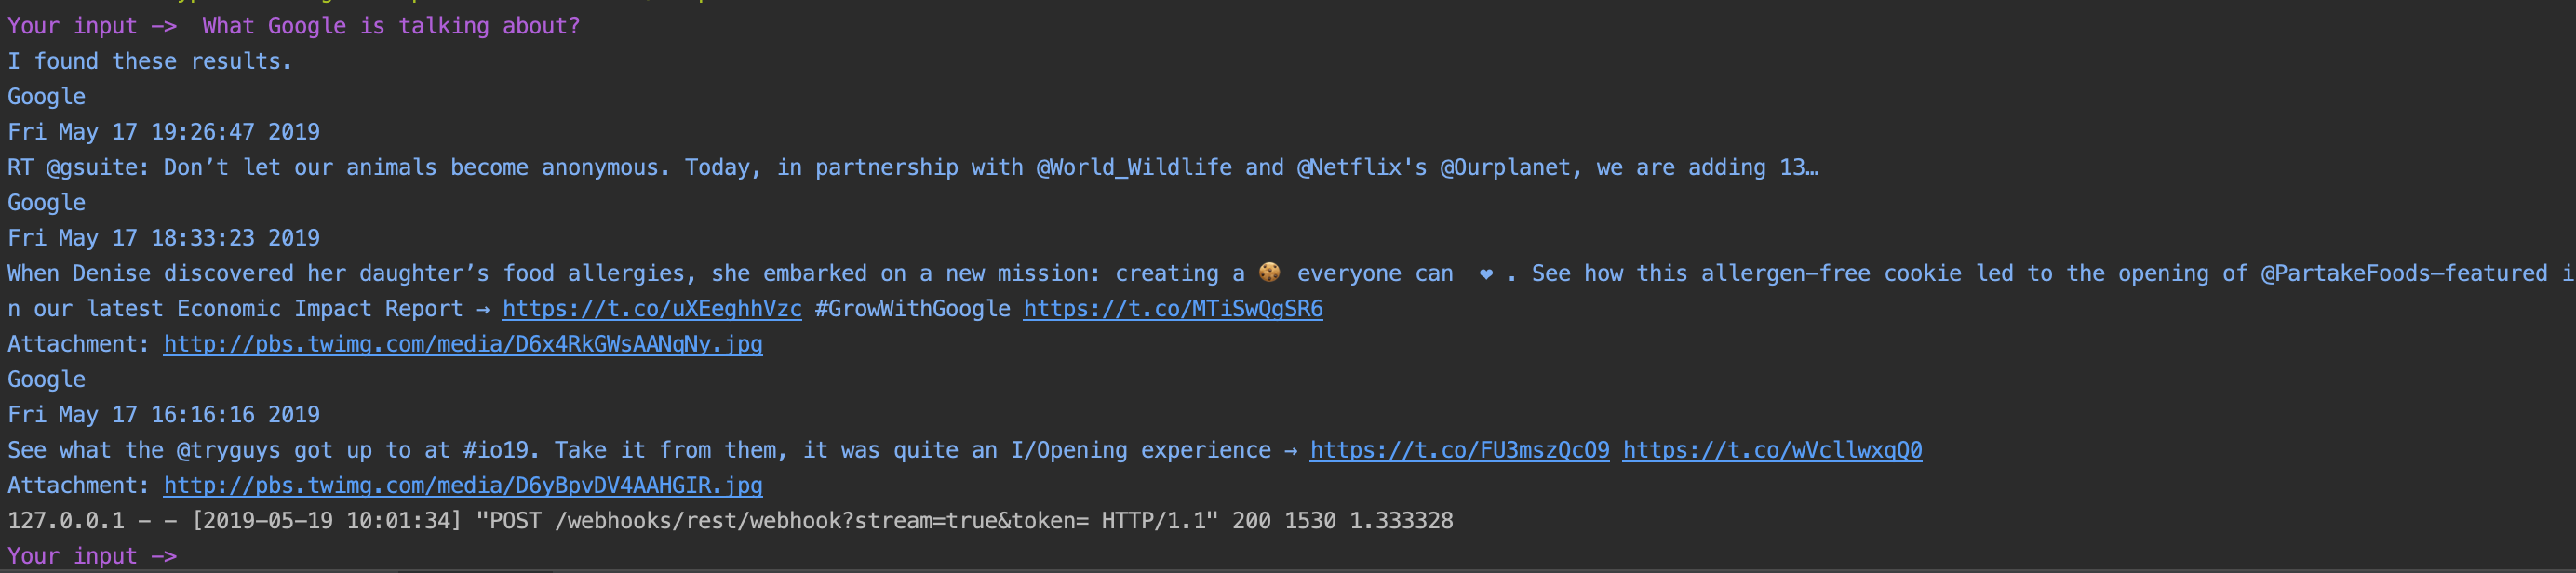 Your input ->  What Google is talking about?
I found these results.
Google
Fri May 17 19:26:47 2019
RT @gsuite: Don’t let our animals become anonymous. Today, in partnership with @World_Wildlife and @Netflix's @Ourplanet, we are adding 13…
Google
Fri May 17 18:33:23 2019
When Denise discovered her daughter’s food allergies, she embarked on a new mission: creating a 🍪 everyone can  ❤ . See how this allergen-free cookie led to the opening of @PartakeFoods—featured i
n our latest Economic Impact Report → https://t.co/uXEeghhVzc #GrowWithGoogle https://t.co/MTiSwQgSR6
Attachment: http://pbs.twimg.com/media/D6x4RkGWsAANqNy.jpg
Google
Fri May 17 16:16:16 2019
See what the @tryguys got up to at #io19. Take it from them, it was quite an I/Opening experience → https://t.co/FU3mszQcO9 https://t.co/wVcllwxqQ0
Attachment: http://pbs.twimg.com/media/D6yBpvDV4AAHGIR.jpg
127.0.0.1 - - [2019-05-19 10:01:34] "POST /webhooks/rest/webhook?stream=true&token= HTTP/1.1" 200 1530 1.333328
Your input ->